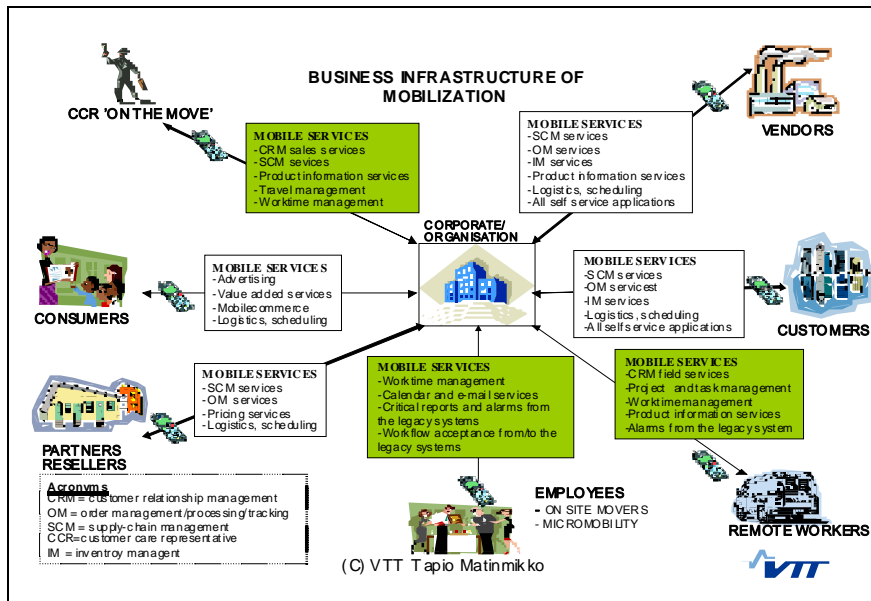 BUSINESS INFRASTRUCTURE OF
MOBILIZATION
CCR 'ON THE MOVE'
MOBILE SERVICES
-CRM sales services
-SCM sevices
-Product information services
-Travel management
-Worktime management
MOBILE SERVICES
-SCM services
-OM services
-IM services
-Product information services
-Logistics, scheduling
-All self service applications
VENDORS
CORPORATE/
ORGANISATION
CONSUMERS
MOBILE SERVICES
-Advertising
-Value added services
-Mobilecommerce
-Logistics, scheduling
MOBILE SERVICES
-SCM services
-OM servicest
-IM services
-Logistics, scheduling
-All self service applications
CUSTOMERS
PARTNERS
RESELLERS
MOBILE SERVICES
-SCM services
-OM services
-Pricing services
-Logistics, scheduling
MOBILE SERVICES
-Worktime management
-Calendar and e-mail services
-Critical reports and alarms from
the legacy systems
-Workflow acceptance from/to the
legacy systems
MOBILE SERVICES
-CRM field services
-Project and task management
-Worktime management
-Product information services
-Alarms from the legacy system
EMPLOYEES
- ON SITE MOVERS
- MICROMOBILITY
REMOTE WORKERS
Acronyms
CRM = customer relationship management
OM = order management/processing/tracking
SCM = supply-chain management
CCR=customer care representative
IM = inventroy managent
(C) VTT Tapio Matinmikko
VTT